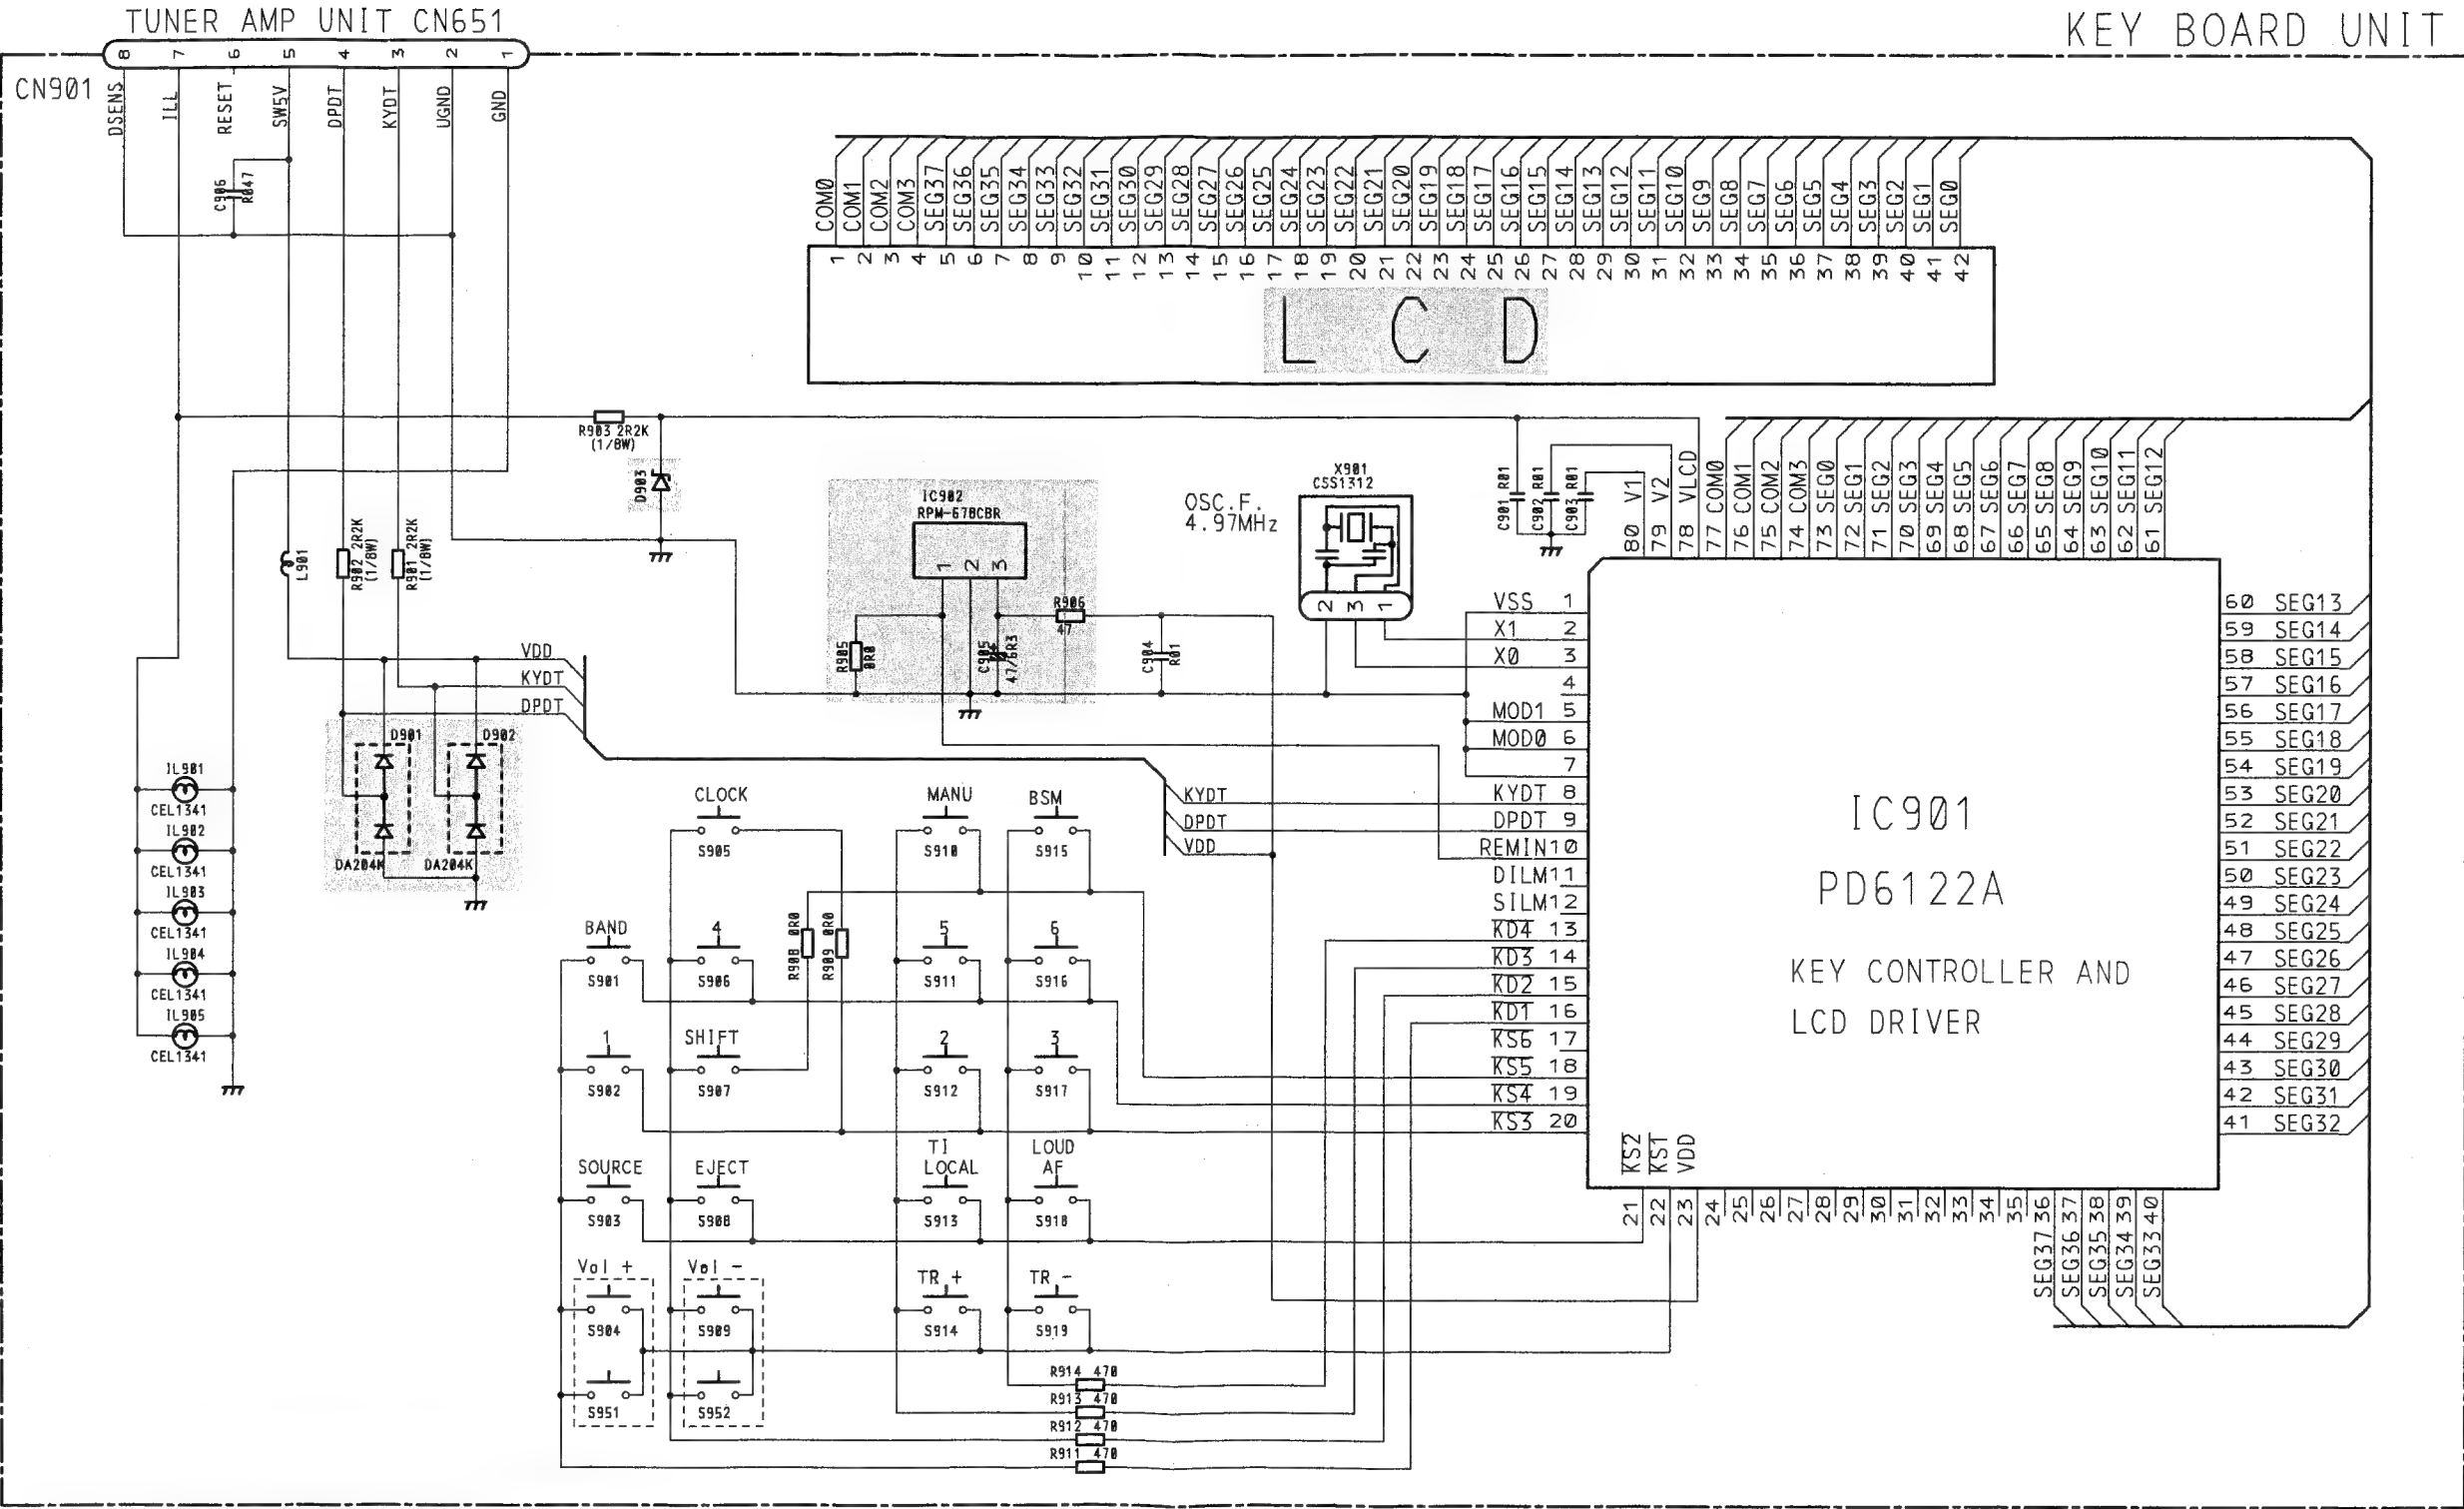 TUNER AMP UNIT CN651
KEY BOARD UNIT
8 7 6 5 4 3 2 1
CN901
DSENS
ILL
RESET
SW5V
DPDT
KYDT
UGND
GND
C906
R047
COM0
COM1
COM2
COM3
SEG37
SEG36
SEG35
SEG34
SEG33
SEG32
SEG31
SEG30
SEG29
SEG28
SEG27
SEG26
SEG25
SEG24
SEG23
SEG22
SEG21
SEG20
SEG19
SEG18
SEG17
SEG16
SEG15
SEG14
SEG13
SEG12
SEG11
SEG10
SEG9
SEG8
SEG7
SEG6
SEG5
SEG4
SEG3
SEG2
SEG1
SEG0
1 2 3 4 5 6 7 8 9 10 11 12 13 14 15 16 17 18 19 20 21 22 23 24 25 26 27 28 29 30 31 32 33 34 35 36 37 38 39 40 41 42
L C D
R903 2R2K
(1/8W)
D903
L901
R902 2R2K
(1/8W)
R901 2R2K
(1/8W)
IC902
RPM-678CBR
1 2 3
R905
0R0
C905
47/6R3
R906
47
C904
R01
OSC.F.
4.97MHz
X901
CSS1312
2 3 1
C901 R01
C902 R01
C903 R01
80 V1
79 V2
78 VLCD
77 COM0
76 COM1
75 COM2
74 COM3
73 SEG0
72 SEG1
71 SEG2
70 SEG3
69 SEG4
68 SEG5
67 SEG6
66 SEG7
65 SEG8
64 SEG9
63 SEG10
62 SEG11
61 SEG12
VDD
KYDT
DPDT
D901
D902
DA204K
DA204K
IL901
CEL1341
IL902
CEL1341
IL903
CEL1341
IL904
CEL1341
IL905
CEL1341
KYDT
DPDT
VDD
VSS 1
X1 2
X0 3
4
MOD1 5
MOD0 6
7
KYDT 8
DPDT 9
REMIN10
DILM11
SILM12
KD4 13
KD3 14
KD2 15
KD1 16
KS6 17
KS5 18
KS4 19
KS3 20
IC901
PD6122A
KEY CONTROLLER AND
LCD DRIVER
60 SEG13
59 SEG14
58 SEG15
57 SEG16
56 SEG17
55 SEG18
54 SEG19
53 SEG20
52 SEG21
51 SEG22
50 SEG23
49 SEG24
48 SEG25
47 SEG26
46 SEG27
45 SEG28
44 SEG29
43 SEG30
42 SEG31
41 SEG32
KS2
KS1
VDD
21 22 23 24 25 26 27 28 29 30 31 32 33 34 35
SEG37 36
SEG36 37
SEG35 38
SEG34 39
SEG33 40
CLOCK
S905
MANU
S910
BSM
S915
R908 0R0
R909 0R0
BAND
S901
4
S906
5
S911
6
S916
1
S902
SHIFT
S907
2
S912
3
S917
SOURCE
S903
EJECT
S908
TI
LOCAL
S913
LOUD
AF
S918
Vol +
S904
S951
Vol -
S909
S952
TR +
S914
TR -
S919
R914 470
R913 470
R912 470
R911 470